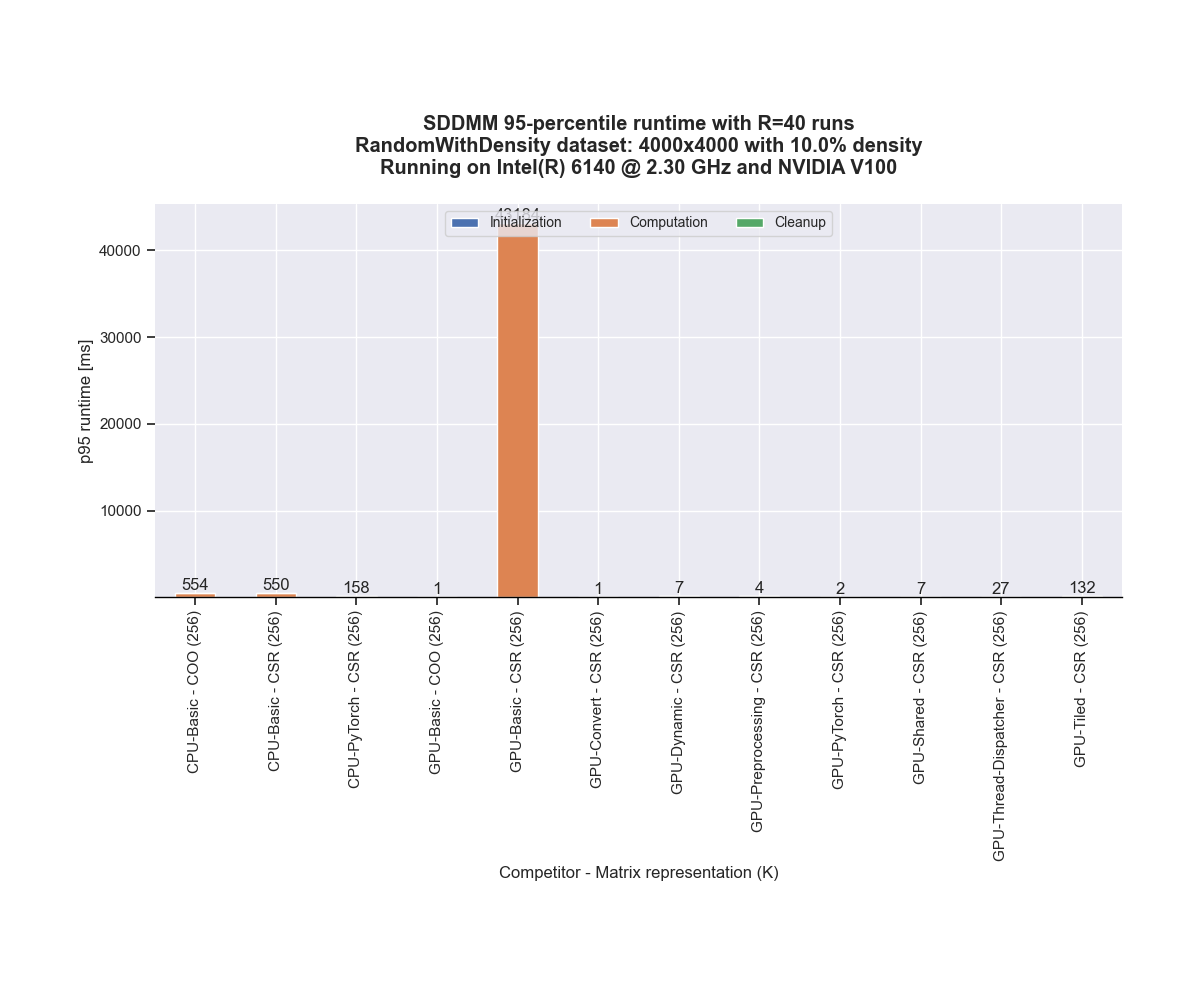 SDDMM 95-percentile runtime with R=40 runs
RandomWithDensity dataset: 4000x4000 with 10.0% density
Running on Intel(R) 6140 @ 2.30 GHz and NVIDIA V100
Initialization Computation Cleanup
p95 runtime [ms]
40000
30000
20000
10000
554 550 158 1 1 7 4 2 7 27 132
CPU-Basic - COO (256)
CPU-Basic - CSR (256)
CPU-PyTorch - CSR (256)
GPU-Basic - COO (256)
GPU-Basic - CSR (256)
GPU-Convert - CSR (256)
GPU-Dynamic - CSR (256)
GPU-Preprocessing - CSR (256)
GPU-PyTorch - CSR (256)
GPU-Shared - CSR (256)
GPU-Thread-Dispatcher - CSR (256)
GPU-Tiled - CSR (256)
Competitor - Matrix representation (K)